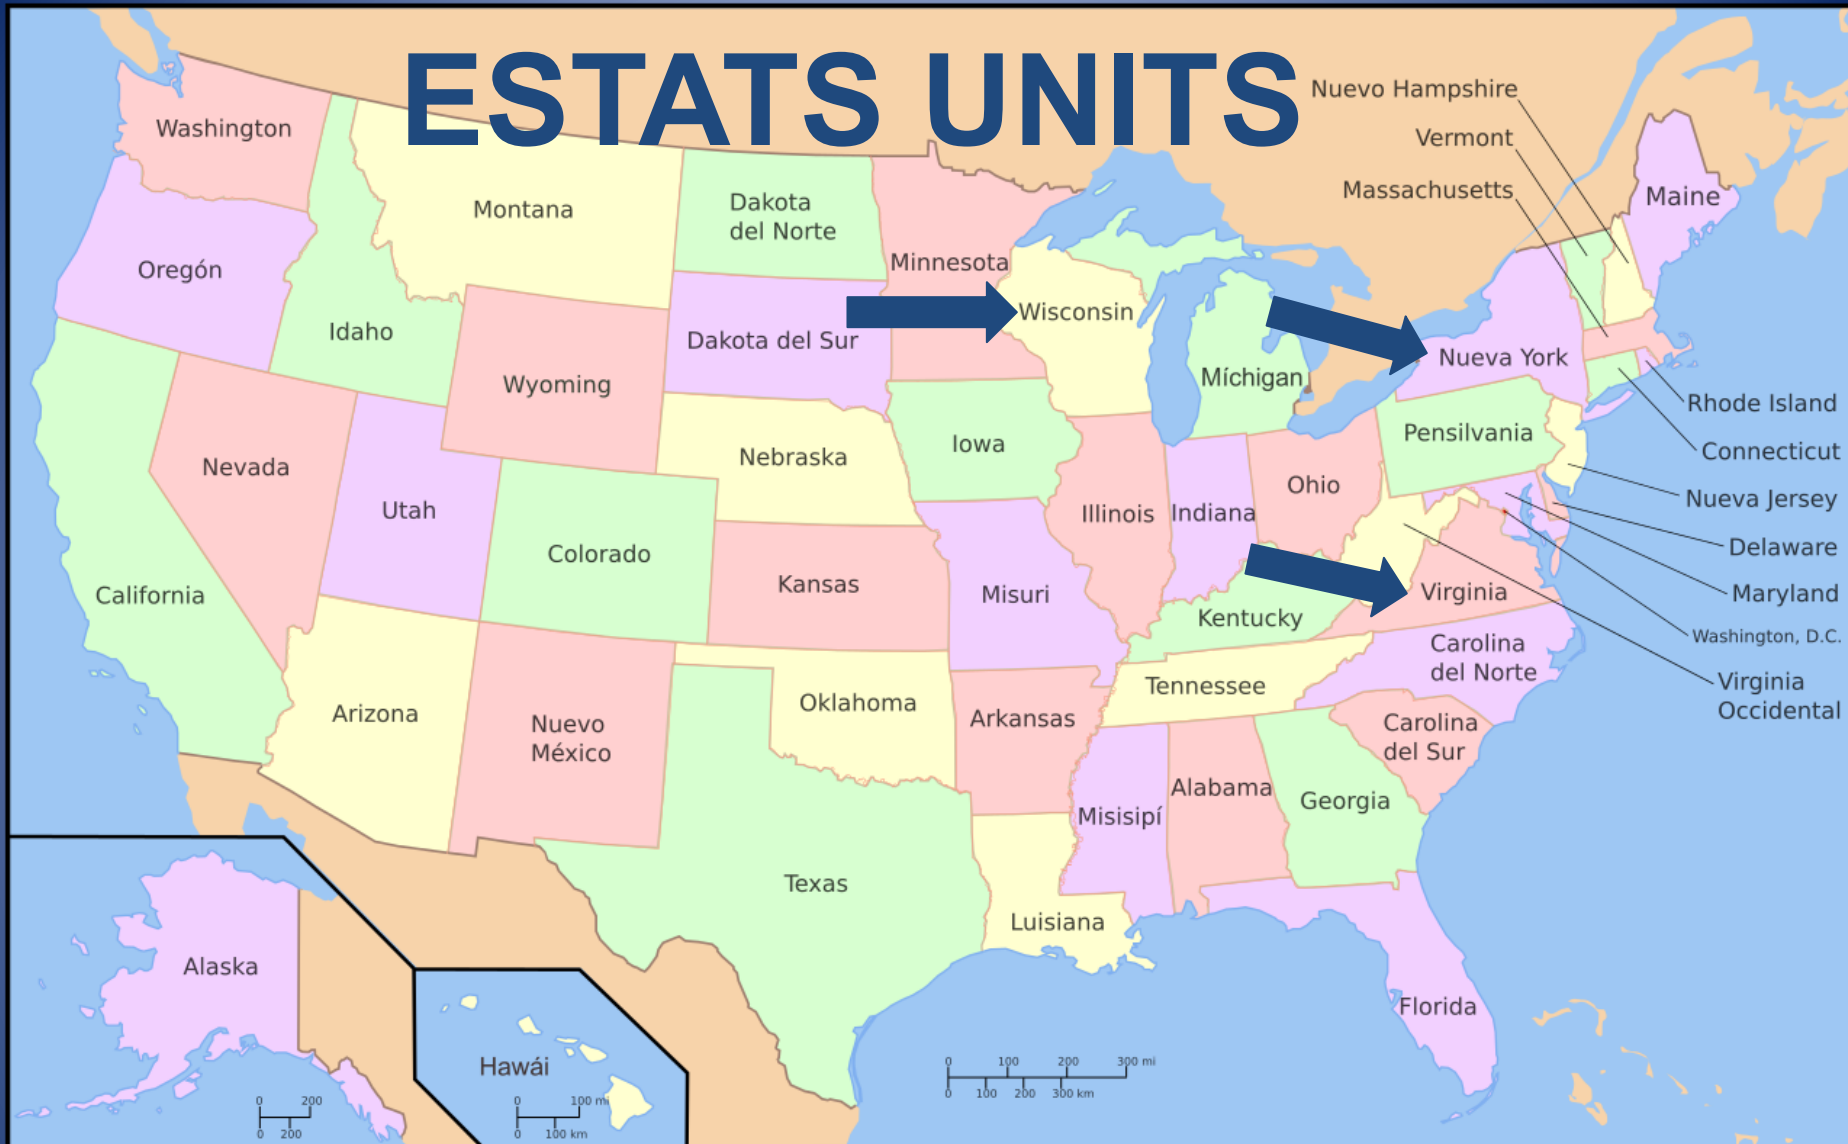 ESTATS UNITS
Nuevo Hampshire
Vermont
Massachusetts
Washington
Montana
Dakota
del Norte
Minnesota
Maine
Oregón
Idaho
Wisconsin
Dakota del Sur
Wyoming
Míchigan
Nueva York
Rhode Island
Pensilvania
Connecticut
Nebraska
Iowa
Nevada
Utah
Ohio
Nueva Jersey
Illinois
Indiana
Delaware
Colorado
Kansas
Misuri
California
Virginia
Maryland
Kentucky
Washington, D.C.
Carolina
del Norte
Virginia
Occidental
Tennessee
Arizona
Nuevo
México
Oklahoma
Arkansas
Carolina
del Sur
Alabama
Georgia
Misisipí
Texas
Luisiana
Alaska
Florida
Hawái
0 100 200 300 mi
0 100 200 300 km
0 200
0 200
0 100 mi
0 100 km